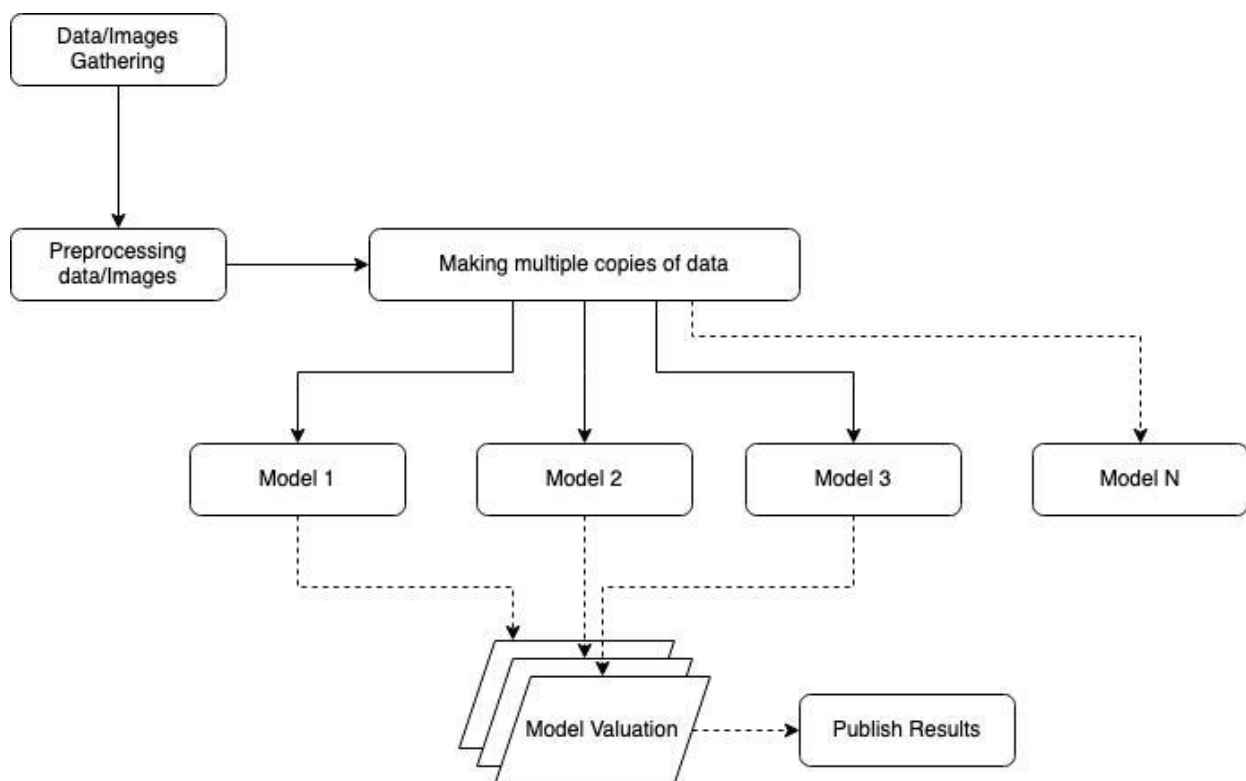 Data/Images
Gathering
Preprocessing
data/Images
Making multiple copies of data
Model 1
Model 2
Model 3
Model N
Model Valuation
Publish Results